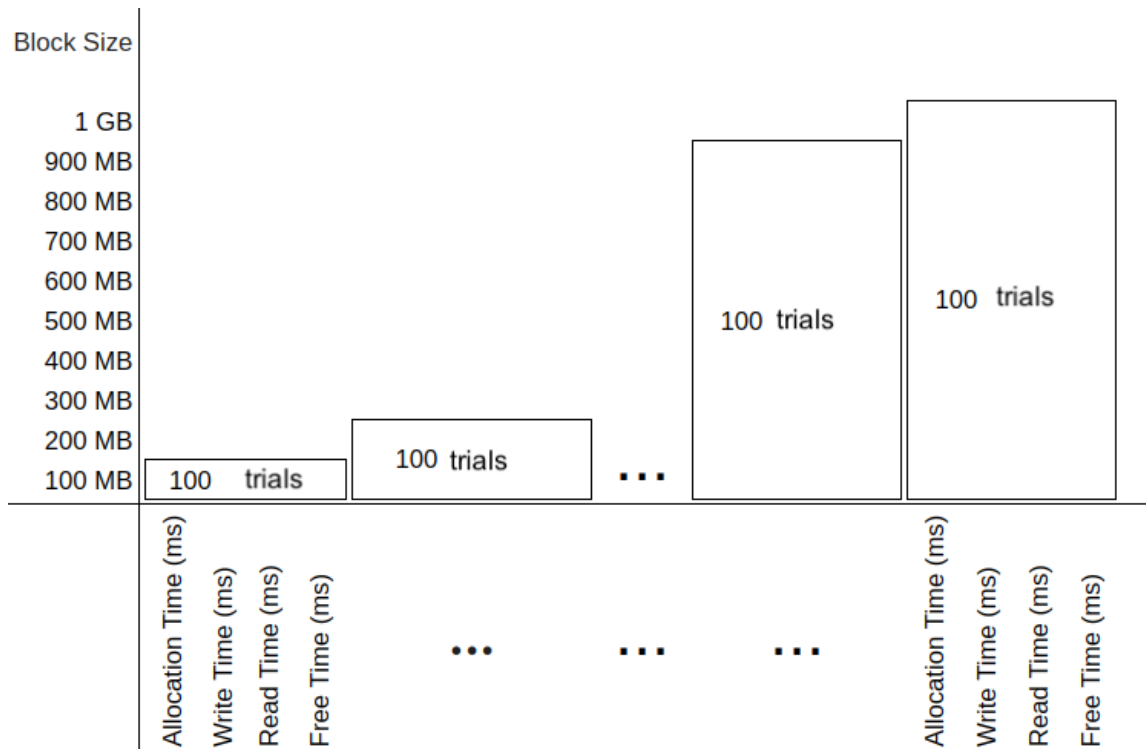 Block Size
1 GB
900 MB
800 MB
700 MB
600 MB
500 MB
400 MB
300 MB
200 MB
100 MB
100 trials
100 trials
...
100 trials
100 trials
Allocation Time (ms)
Write Time (ms)
Read Time (ms)
Free Time (ms)
...
...
...
Allocation Time (ms)
Write Time (ms)
Read Time (ms)
Free Time (ms)